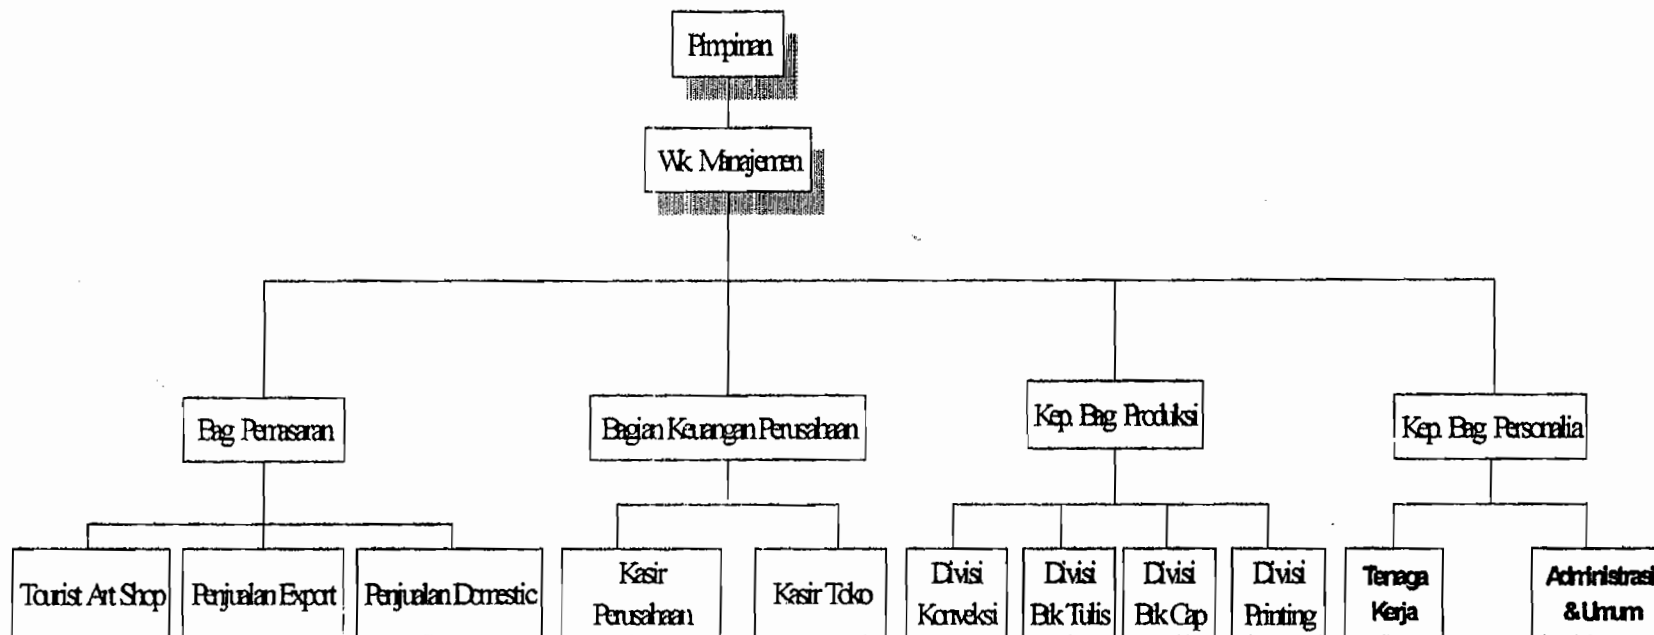 Pimpinan
Wk. Manajemen
Bag. Pemasaran
Bagian Keuangan Perusahaan
Kep. Bag. Produksi
Kep. Bag. Personalia
Tourist Art Shop
Penjualan Export
Penjualan Domestic
Kasir
Perusahaan
Kasir Toko
Divisi
Konveksi
Divisi
Btk Tulis
Divisi
Btk Cap
Divisi
Printing
Tenaga
Kerja
Administrasi
& Umum